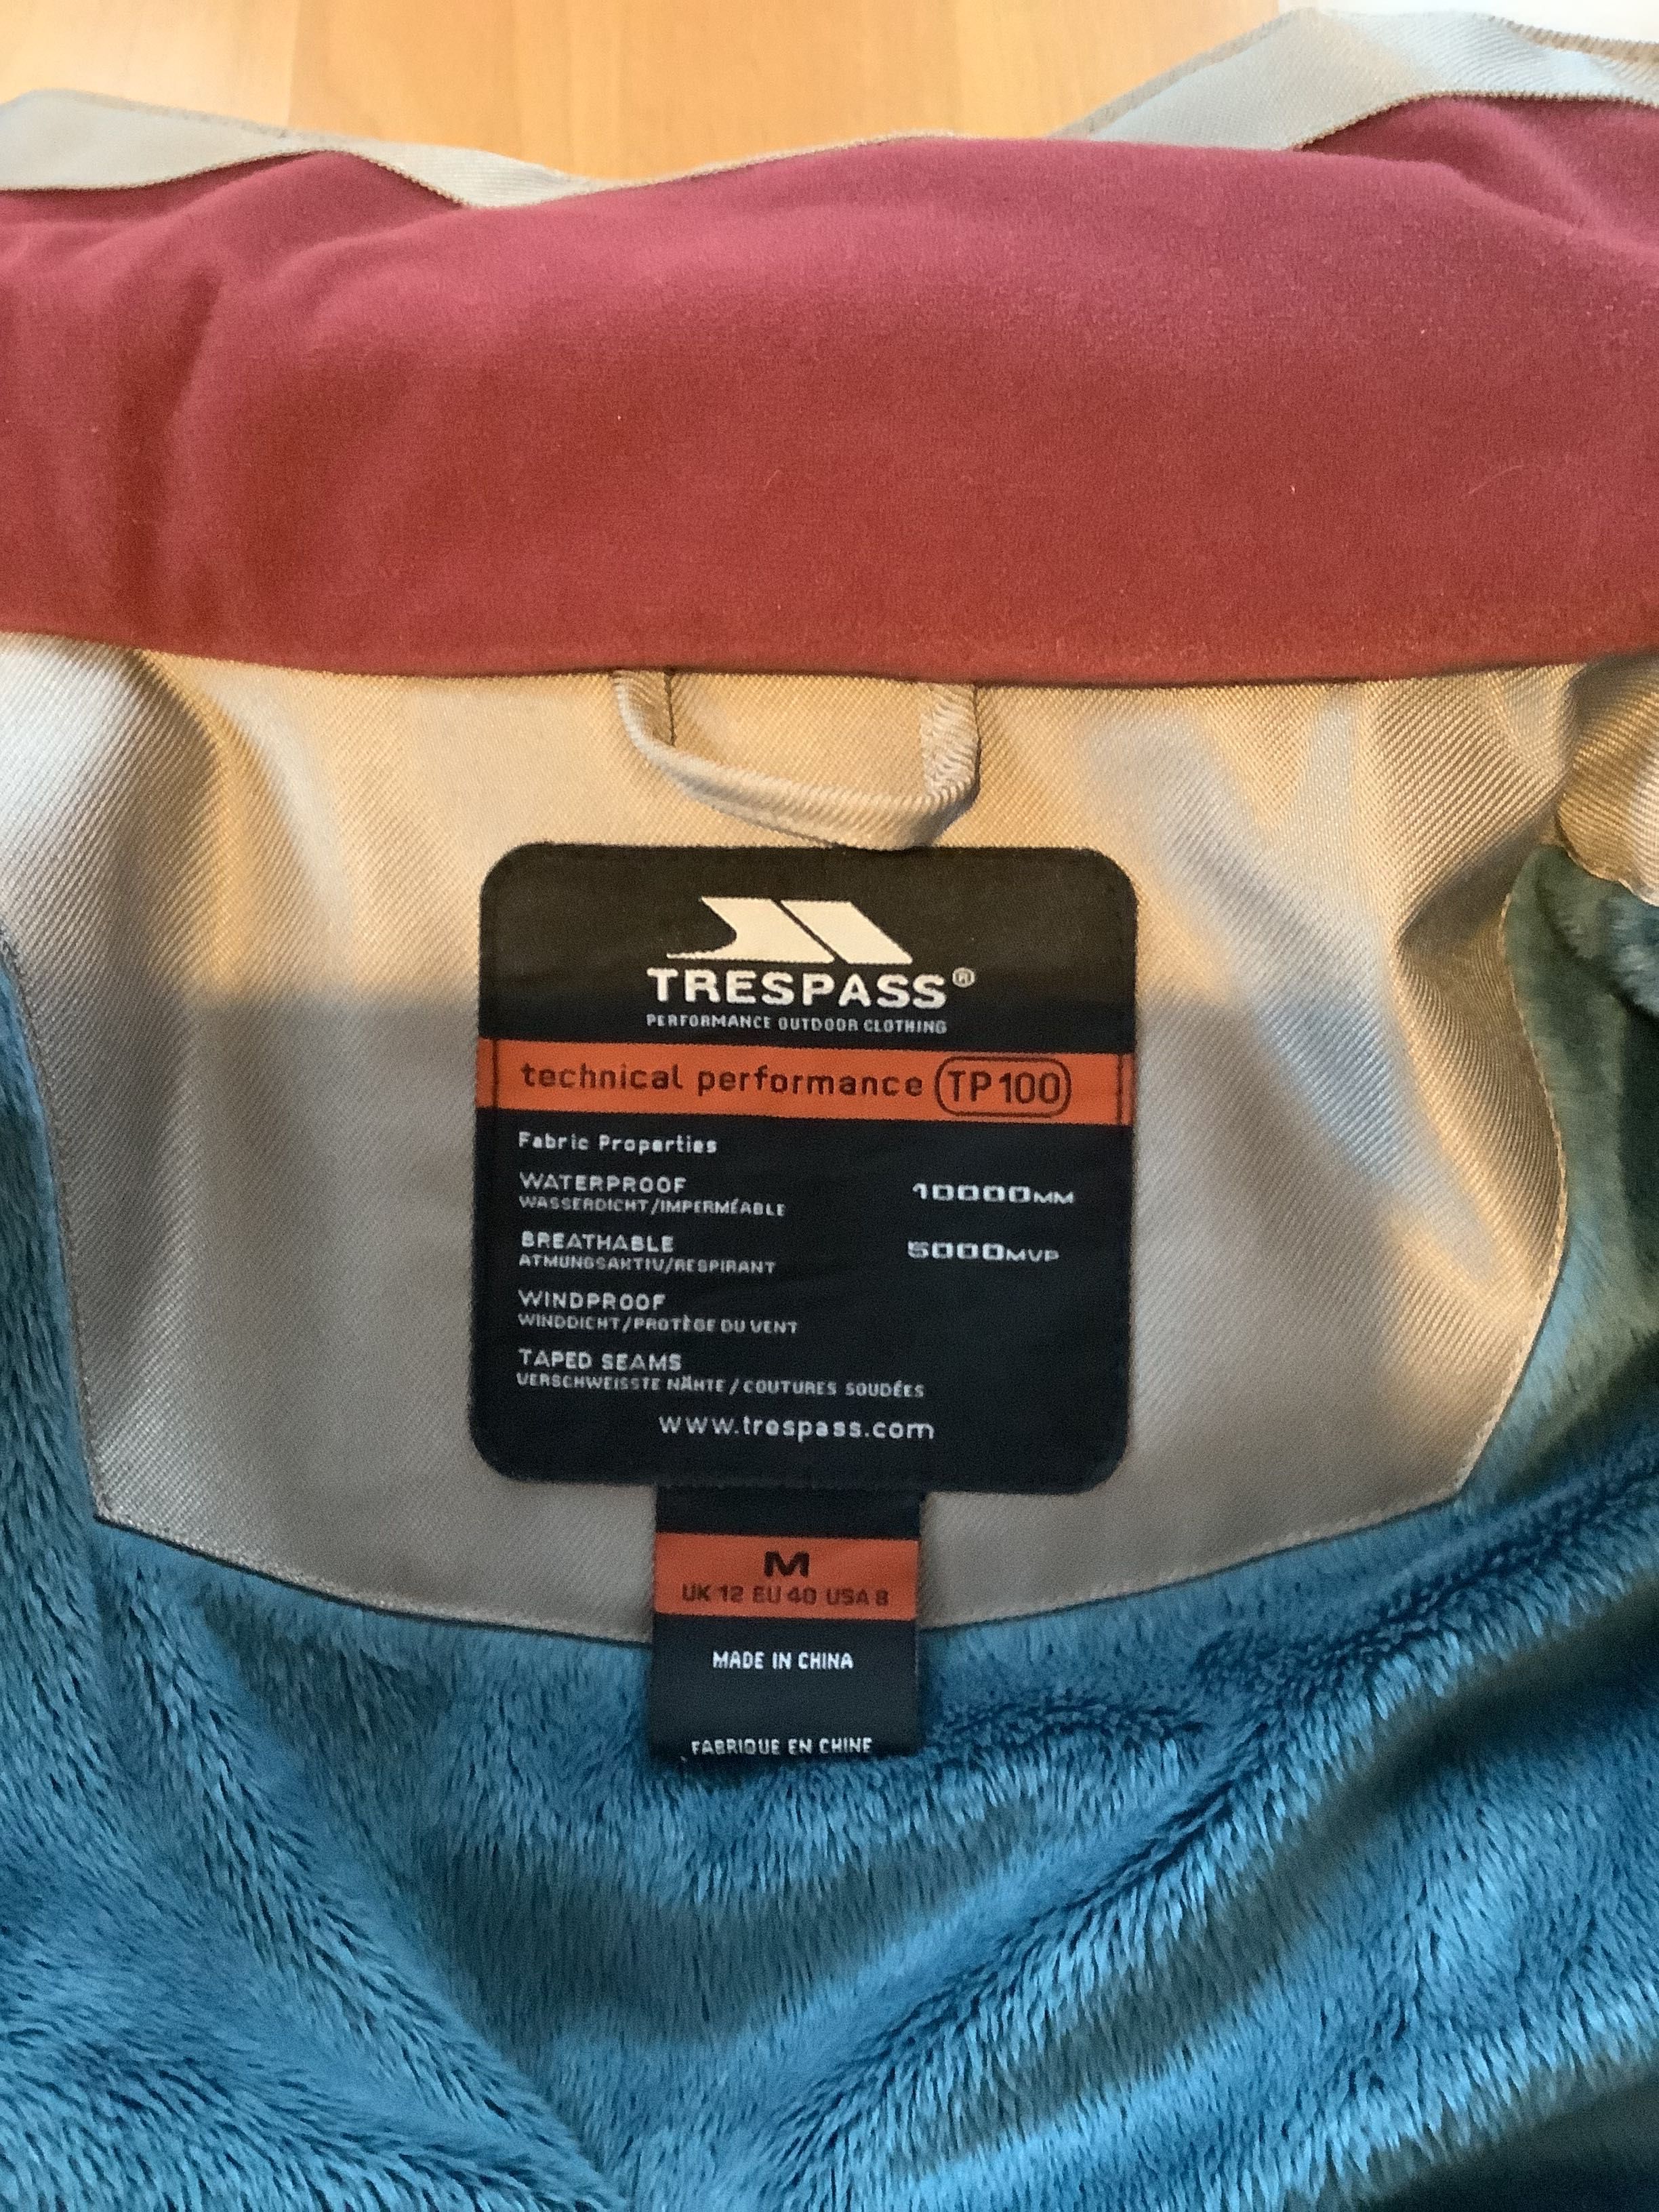 TRESPASS®
PERFORMANCE OUTDOOR CLOTHING
technical performance TP100
Fabric Properties
WATERPROOF 10000MM
WASSERDICHT/IMPERMÉABLE
BREATHABLE 5000MVP
ATMUNGSAKTIV/RESPIRANT
WINDPROOF
WINDDICHT/PROTÈGE DU VENT
TAPED SEAMS
VERSCHWEISSTE NÄHTE / COUTURES SOUDÉES
www.trespass.com
M
UK 12 EU 40 USA 8
MADE IN CHINA
FABRIQUE EN CHINE